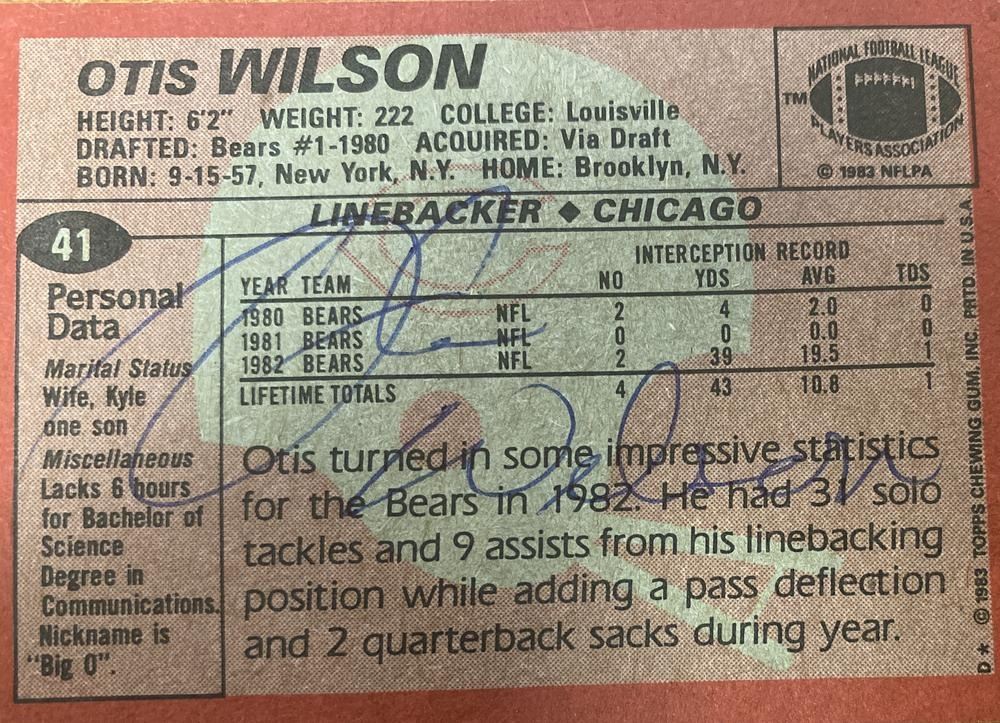 OTIS WILSON
HEIGHT: 6'2" WEIGHT: 222 COLLEGE: Louisville
DRAFTED: Bears #1-1980 ACQUIRED: Via Draft
BORN: 9-15-57, New York, N.Y. HOME: Brooklyn, N.Y.
NATIONAL FOOTBALL LEAGUE
TM
PLAYERS ASSOCIATION
© 1983 NFLPA
LINEBACKER ♦ CHICAGO
41
Personal
Data
Marital Status
Wife, Kyle
one son
Miscellaneous
Lacks 6 hours
for Bachelor of
Science
Degree in
Communications.
Nickname is
"Big O".
INTERCEPTION RECORD
YEAR TEAM NO YDS AVG TDS
1980 BEARS NFL 2 4 2.0 0
1981 BEARS NFL 0 0 0.0 0
1982 BEARS NFL 2 39 19.5 1
LIFETIME TOTALS 4 43 10.8 1
Otis turned in some impressive statistics
for the Bears in 1982. He had 31 solo
tackles and 9 assists from his linebacking
position while adding a pass deflection
and 2 quarterback sacks during year.
D* © 1983 TOPPS CHEWING GUM, INC. PRTD. IN U.S.A.
Wilson